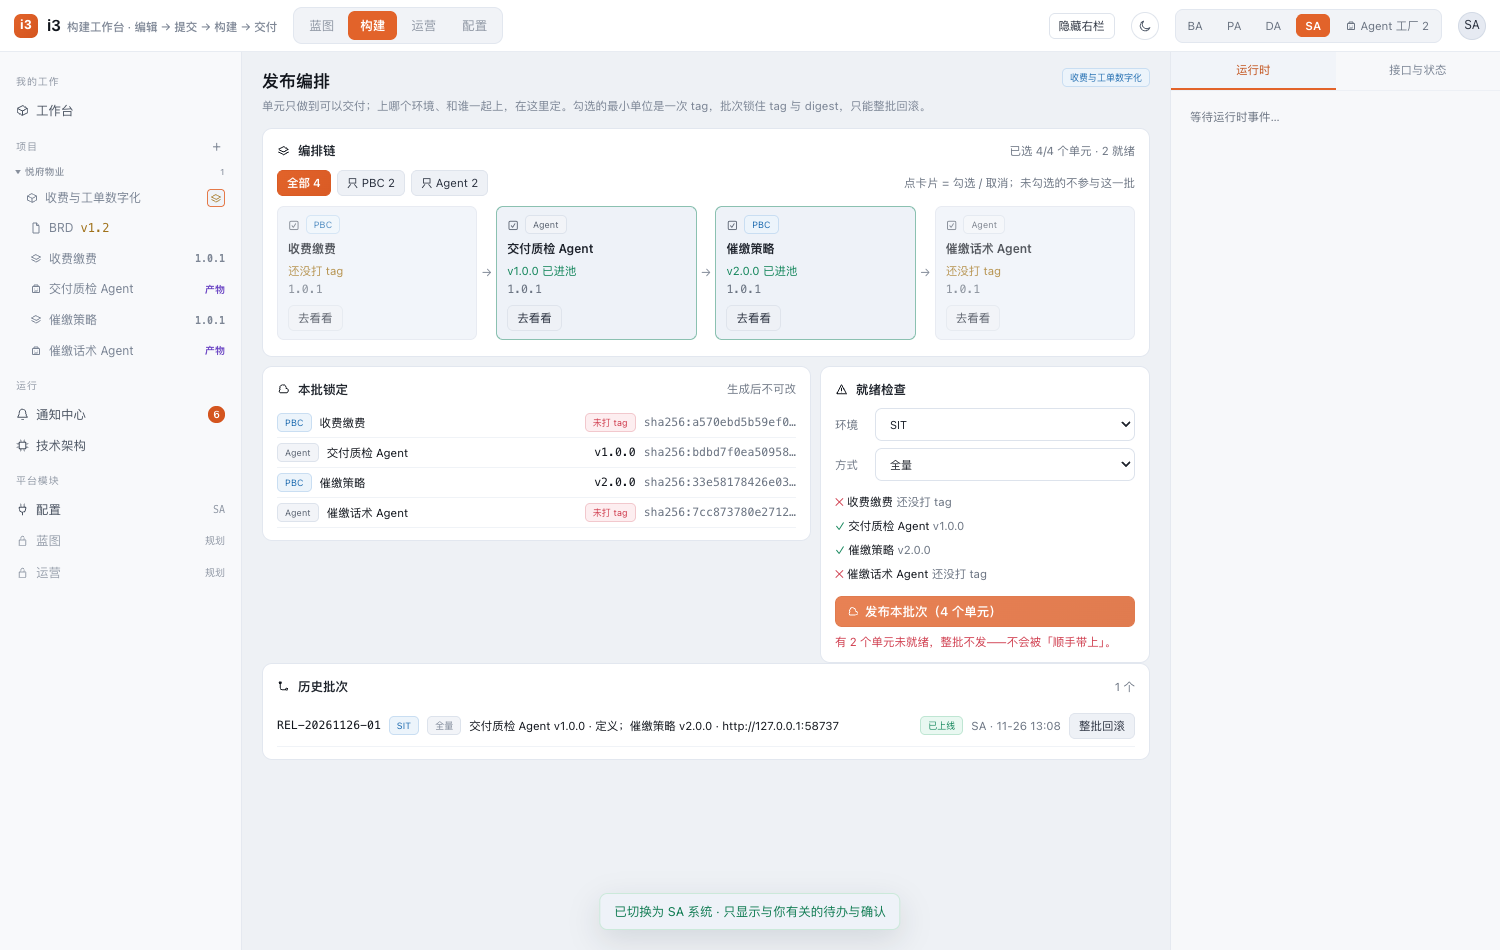 i3 i3 构建工作台 · 编辑 → 提交 → 构建 → 交付 蓝图 构建 运营 配置 隐藏右栏 BA PA DA SA Agent 工厂 2 SA
我的工作
工作台
项目 +
悦府物业 1
收费与工单数字化
BRD v1.2
收费缴费 1.0.1
交付质检 Agent 产物
催缴策略 1.0.1
催缴话术 Agent 产物
运行
通知中心 6
技术架构
平台模块
配置 SA
蓝图 规划
运营 规划
发布编排 收费与工单数字化
单元只做到可以交付；上哪个环境、和谁一起上，在这里定。勾选的最小单位是一次 tag，批次锁住 tag 与 digest，只能整批回滚。
编排链 已选 4/4 个单元 · 2 就绪
全部 4 只 PBC 2 只 Agent 2 点卡片 = 勾选 / 取消；未勾选的不参与这一批
PBC
收费缴费
还没打 tag
1.0.1
去看看
→
Agent
交付质检 Agent
v1.0.0 已进池
1.0.1
去看看
→
PBC
催缴策略
v2.0.0 已进池
1.0.1
去看看
→
Agent
催缴话术 Agent
还没打 tag
1.0.1
去看看
本批锁定 生成后不可改
PBC 收费缴费 未打 tag sha256:a570ebd5b59ef0…
Agent 交付质检 Agent v1.0.0 sha256:bdbd7f0ea50958…
PBC 催缴策略 v2.0.0 sha256:33e58178426e03…
Agent 催缴话术 Agent 未打 tag sha256:7cc873780e2712…
就绪检查
环境 SIT
方式 全量
✕ 收费缴费 还没打 tag
✓ 交付质检 Agent v1.0.0
✓ 催缴策略 v2.0.0
✕ 催缴话术 Agent 还没打 tag
发布本批次（4 个单元）
有 2 个单元未就绪，整批不发——不会被「顺手带上」。
历史批次 1 个
REL-20261126-01 SIT 全量 交付质检 Agent v1.0.0 · 定义；催缴策略 v2.0.0 · http://127.0.0.1:58737 已上线 SA · 11-26 13:08 整批回滚
运行时 接口与状态
等待运行时事件…
已切换为 SA 系统 · 只显示与你有关的待办与确认